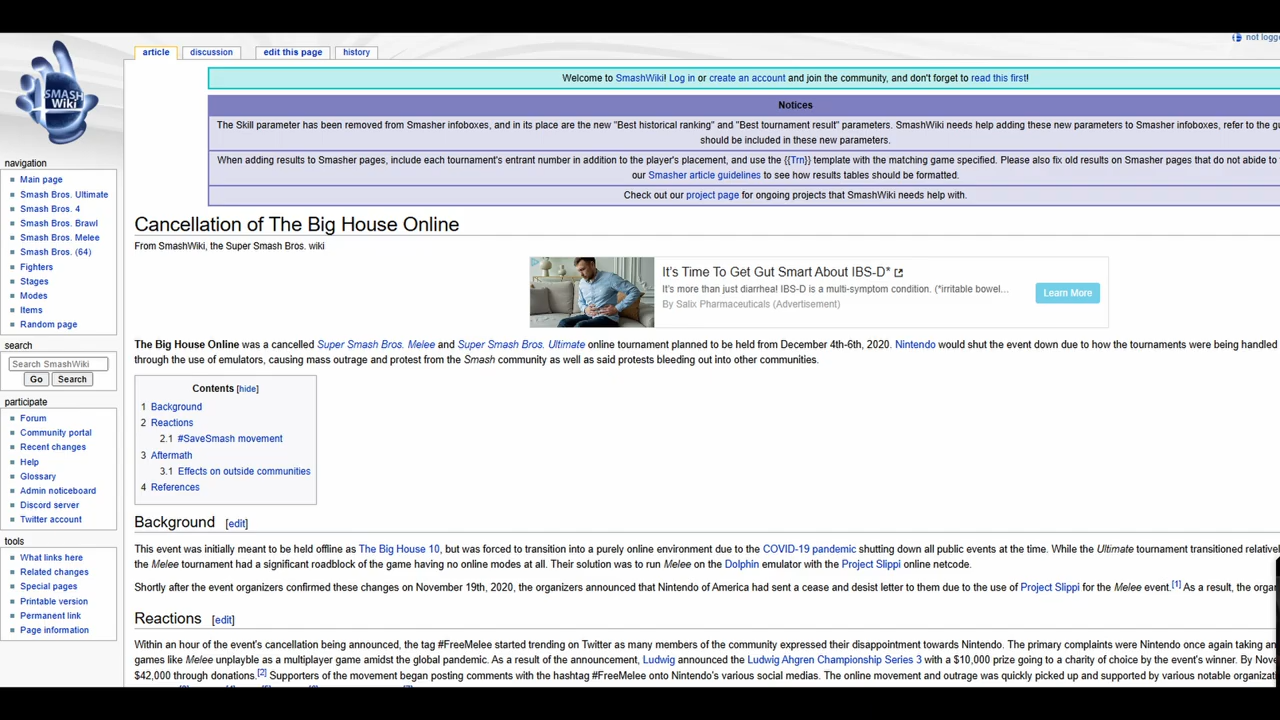 article
discussion
edit this page
history
not logge
SMASH
Wiki
Welcome to SmashWiki! Log in or create an account and join the community, and don't forget to read this first!
Notices
The Skill parameter has been removed from Smasher infoboxes, and in its place are the new "Best historical ranking" and "Best tournament result" parameters. SmashWiki needs help adding these new parameters to Smasher infoboxes, refer to the gu
should be included in these new parameters.
When adding results to Smasher pages, include each tournament's entrant number in addition to the player's placement, and use the {{Trn}} template with the matching game specified. Please also fix old results on Smasher pages that do not abide to
our Smasher article guidelines to see how results tables should be formatted.
Check out our project page for ongoing projects that SmashWiki needs help with.
navigation
Main page
Smash Bros. Ultimate
Smash Bros. 4
Smash Bros. Brawl
Smash Bros. Melee
Smash Bros. (64)
Fighters
Stages
Modes
Items
Random page
search
Search SmashWiki
Go
Search
participate
Forum
Community portal
Recent changes
Help
Glossary
Admin noticeboard
Discord server
Twitter account
tools
What links here
Related changes
Special pages
Printable version
Permanent link
Page information
Cancellation of The Big House Online
From SmashWiki, the Super Smash Bros. wiki
It's Time To Get Gut Smart About IBS-D*
It's more than just diarrhea! IBS-D is a multi-symptom condition. (*irritable bowel...
By Salix Pharmaceuticals (Advertisement)
Learn More
The Big House Online was a cancelled Super Smash Bros. Melee and Super Smash Bros. Ultimate online tournament planned to be held from December 4th-6th, 2020. Nintendo would shut the event down due to how the tournaments were being handled
through the use of emulators, causing mass outrage and protest from the Smash community as well as said protests bleeding out into other communities.
Contents [hide]
1 Background
2 Reactions
2.1 #SaveSmash movement
3 Aftermath
3.1 Effects on outside communities
4 References
Background [edit]
This event was initially meant to be held offline as The Big House 10, but was forced to transition into a purely online environment due to the COVID-19 pandemic shutting down all public events at the time. While the Ultimate tournament transitioned relativel
the Melee tournament had a significant roadblock of the game having no online modes at all. Their solution was to run Melee on the Dolphin emulator with the Project Slippi online netcode.
Shortly after the event organizers confirmed these changes on November 19th, 2020, the organizers announced that Nintendo of America had sent a cease and desist letter to them due to the use of Project Slippi for the Melee event.[1] As a result, the orga
Reactions [edit]
Within an hour of the event's cancellation being announced, the tag #FreeMelee started trending on Twitter as many members of the community expressed their disappointment towards Nintendo. The primary complaints were Nintendo once again taking an
games like Melee unplayable as a multiplayer game amidst the global pandemic. As a result of the announcement, Ludwig announced the Ludwig Ahgren Championship Series 3 with a $10,000 prize going to a charity of choice by the event's winner. By Nove
$42,000 through donations.[2] Supporters of the movement began posting comments with the hashtag #FreeMelee onto Nintendo's various social medias. The online movement and outrage was quickly picked up and supported by various notable organizat